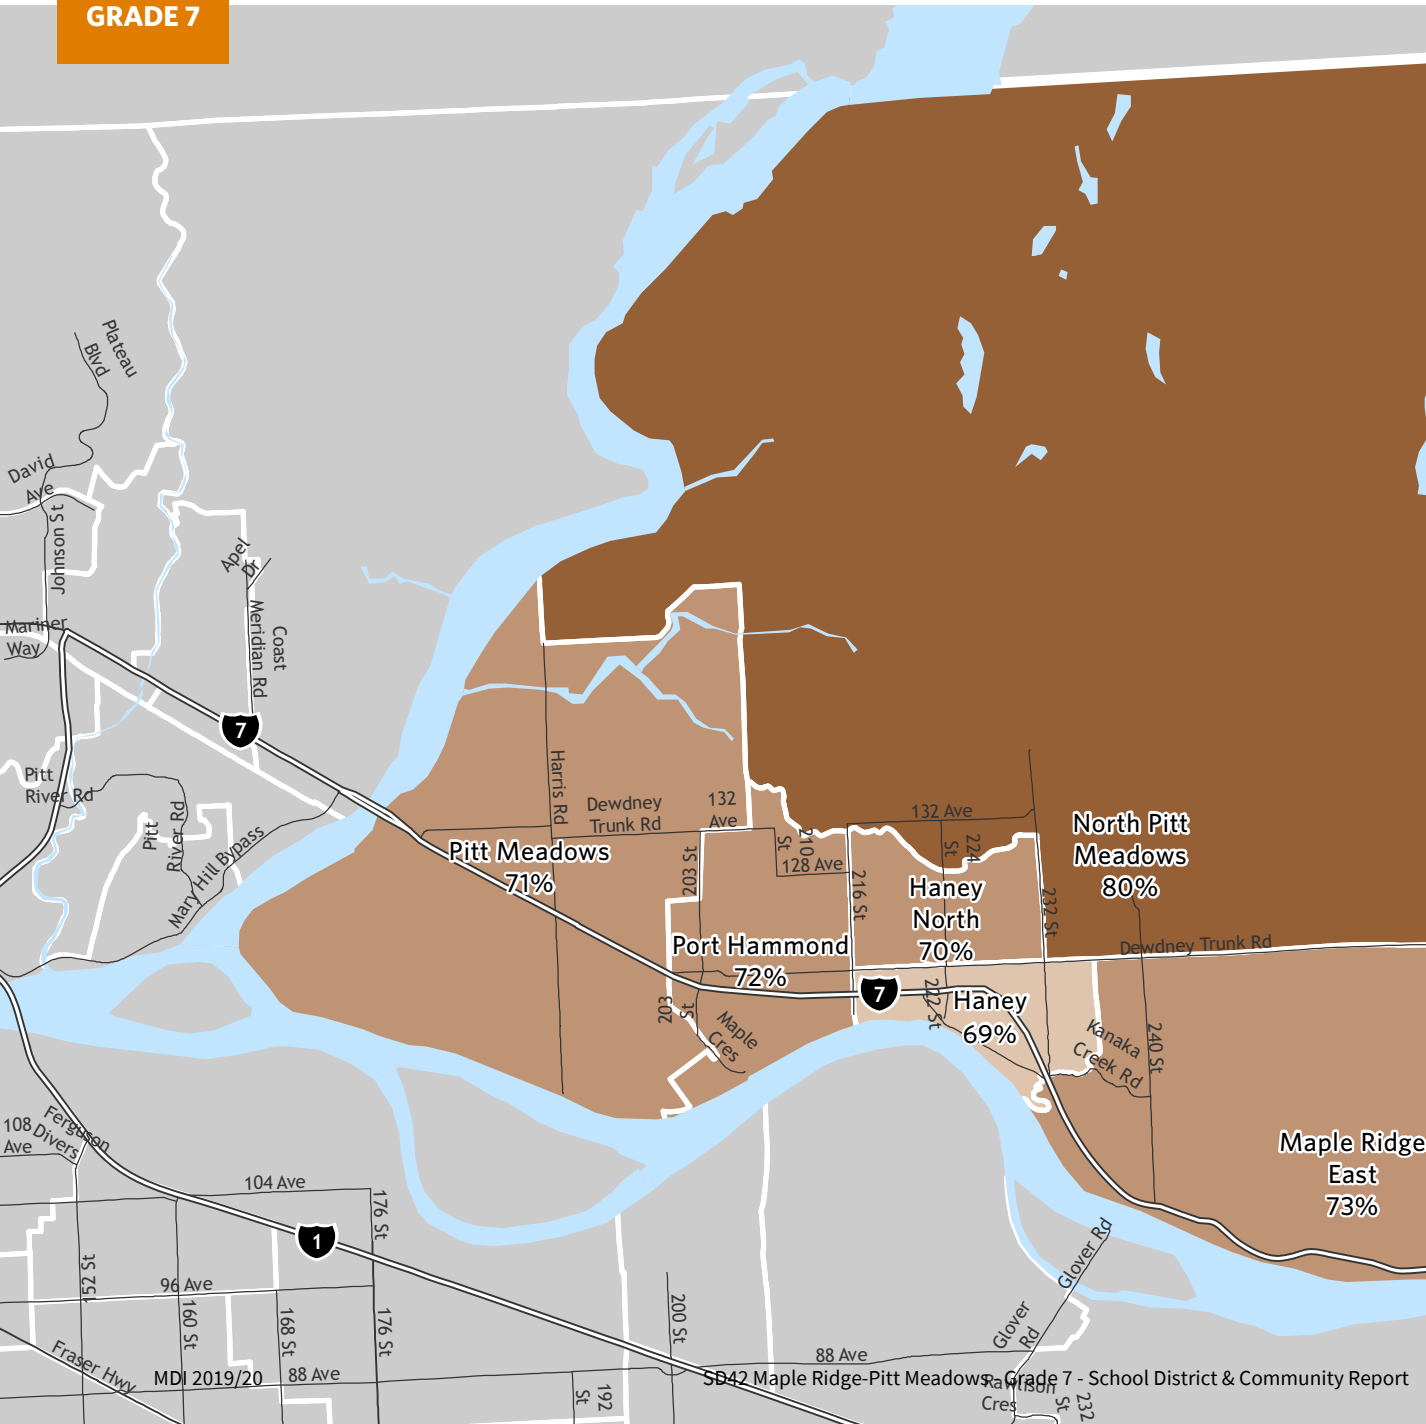 GRADE 7
Plateau
Blvd
David
Ave
Johnson St
Apel
Dr
Mariner
Way
Coast
Meridian Rd
7
Pitt
River Rd
Pitt
River Rd
Mary Hill Bypass
Harris Rd
Dewdney
Trunk Rd
132
Ave
132 Ave
Pitt Meadows
71%
203 St
210
St
128 Ave
216 St
224
St
Haney
North
70%
232 St
North Pitt
Meadows
80%
Dewdney Trunk Rd
Port Hammond
72%
7
203
St
Maple
Cres
222 St
Haney
69%
Kanaka
Creek Rd
240 St
Maple Ridge
East
73%
108
Ave
Ferguson
Divers
104 Ave
176 St
1
152 St
96 Ave
160 St
168 St
176 St
200 St
Glover Rd
Glover
Rd
Fraser Hwy
88 Ave
88 Ave
192
St
Rawlison
Cres
232
St
MDI 2019/20
SD42 Maple Ridge-Pitt Meadows - Grade 7 - School District & Community Report